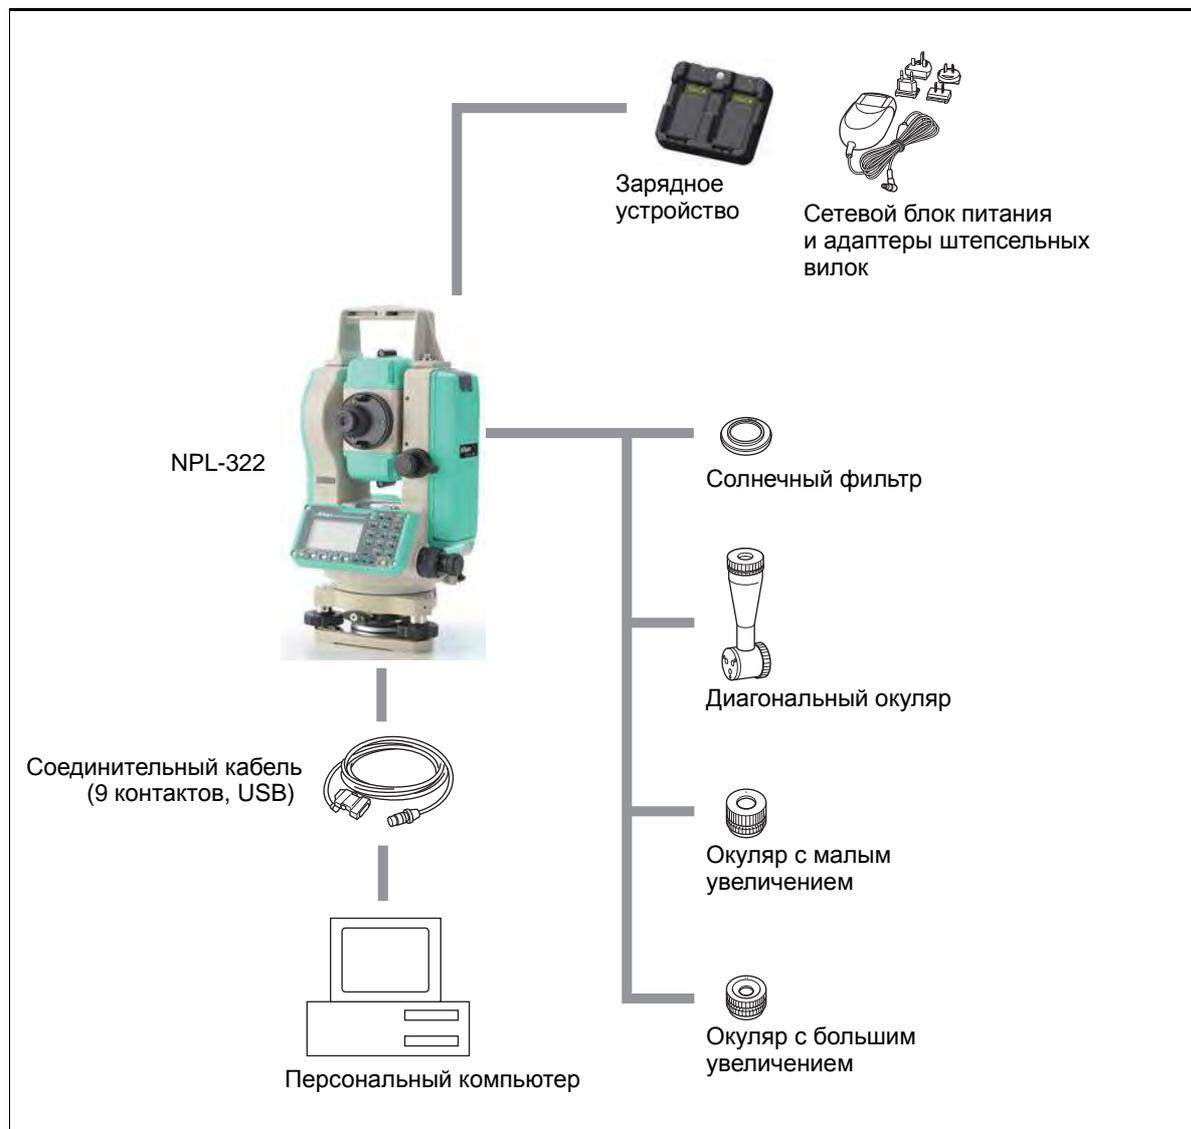 Зарядное
устройство
Сетевой блок питания
и адаптеры штепсельных
вилок
NPL-322
Солнечный фильтр
Диагональный окуляр
Соединительный кабель
(9 контактов, USB)
Окуляр с малым
увеличением
Окуляр с большим
увеличением
Персональный компьютер